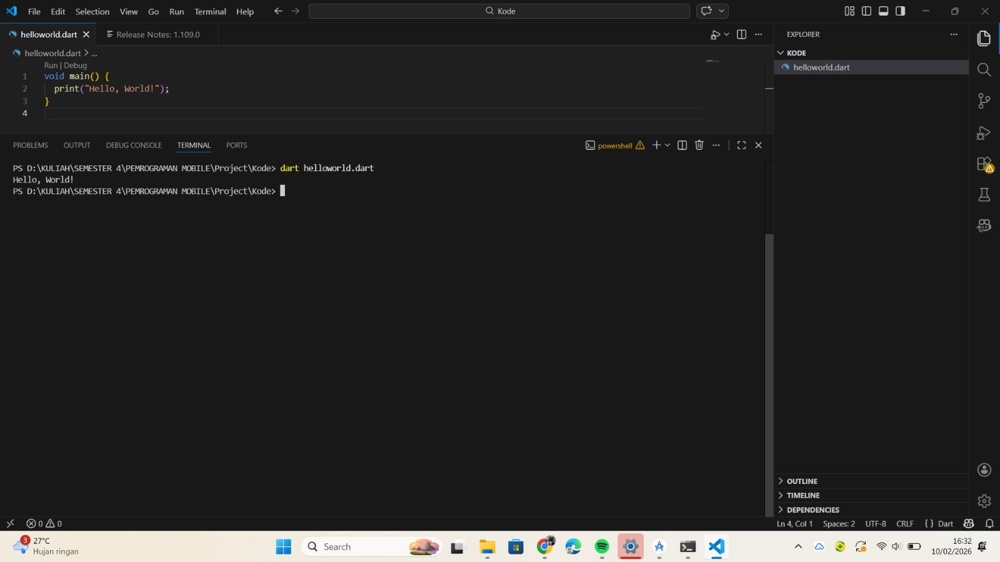 File Edit Selection View Go Run Terminal Help
Kode
helloworld.dart
Release Notes: 1.109.0
helloworld.dart > ...
Run | Debug
1 void main() {
2 print("Hello, World!");
3 }
4
PROBLEMS OUTPUT DEBUG CONSOLE TERMINAL PORTS
powershell
PS D:\KULIAH\SEMESTER 4\PEMROGRAMAN MOBILE\Project\Kode> dart helloworld.dart
Hello, World!
PS D:\KULIAH\SEMESTER 4\PEMROGRAMAN MOBILE\Project\Kode>
EXPLORER
KODE
helloworld.dart
OUTLINE
TIMELINE
DEPENDENCIES
0 0
Ln 4, Col 1 Spaces: 2 UTF-8 CRLF { } Dart
3
27°C
Hujan ringan
Search
16:32
10/02/2026